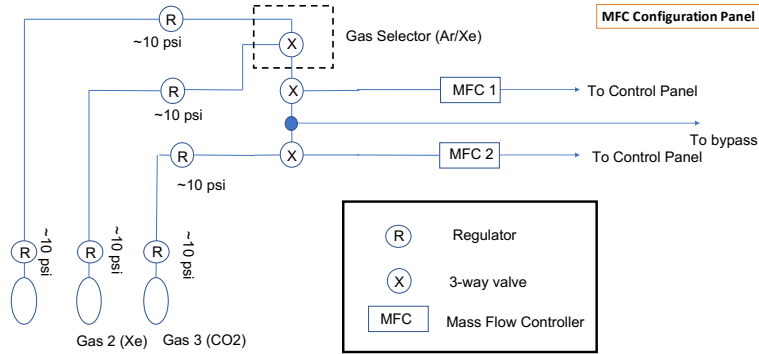 MFC Configuration Panel
R
~10 psi
Gas Selector (Ar/Xe)
X
R
~10 psi
X
MFC 1
To Control Panel
To bypass
R
~10 psi
X
MFC 2
To Control Panel
R
~10 psi
R
~10 psi
R
~10 psi
Gas 2 (Xe)
Gas 3 (CO2)
R
Regulator
X
3-way valve
MFC
Mass Flow Controller